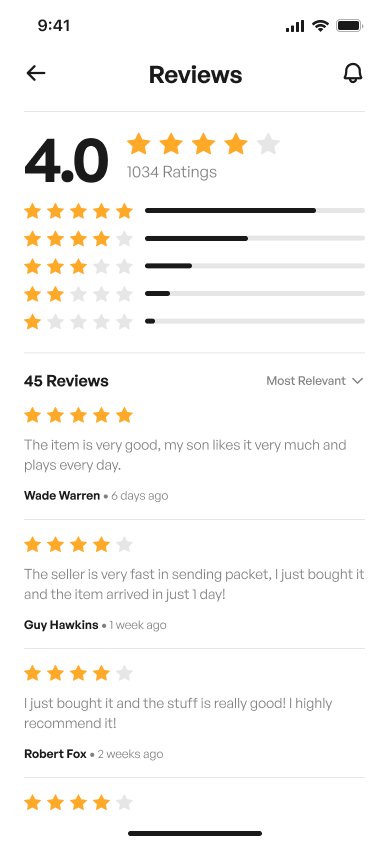 9:41
Reviews
4.0
1034 Ratings
45 Reviews
Most Relevant
The item is very good, my son likes it very much and
plays every day.
Wade Warren • 6 days ago
The seller is very fast in sending packet, I just bought it
and the item arrived in just 1 day!
Guy Hawkins • 1 week ago
I just bought it and the stuff is really good! I highly
recommend it!
Robert Fox • 2 weeks ago